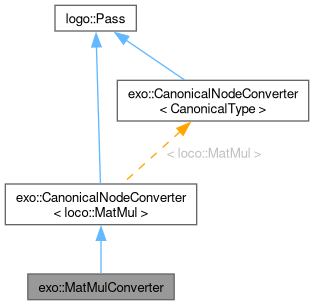 logo::Pass
exo::CanonicalNodeConverter
< CanonicalType >
< loco::MatMul >
exo::CanonicalNodeConverter
< loco::MatMul >
exo::MatMulConverter